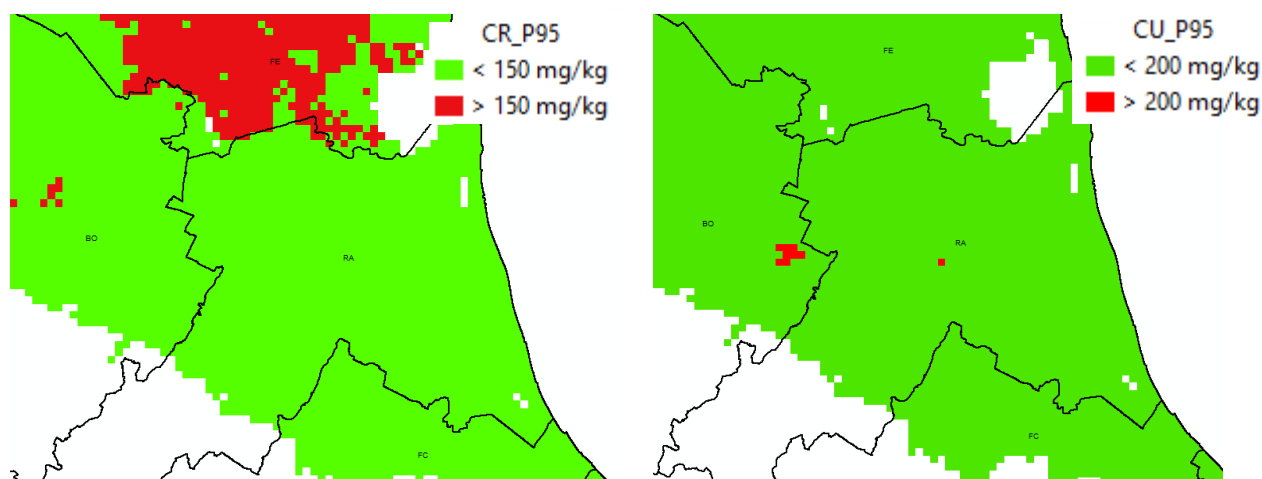 CR_P95
< 150 mg/kg
> 150 mg/kg
FE
BO
RA
FC
CU_P95
< 200 mg/kg
> 200 mg/kg
FE
BO
RA
FC